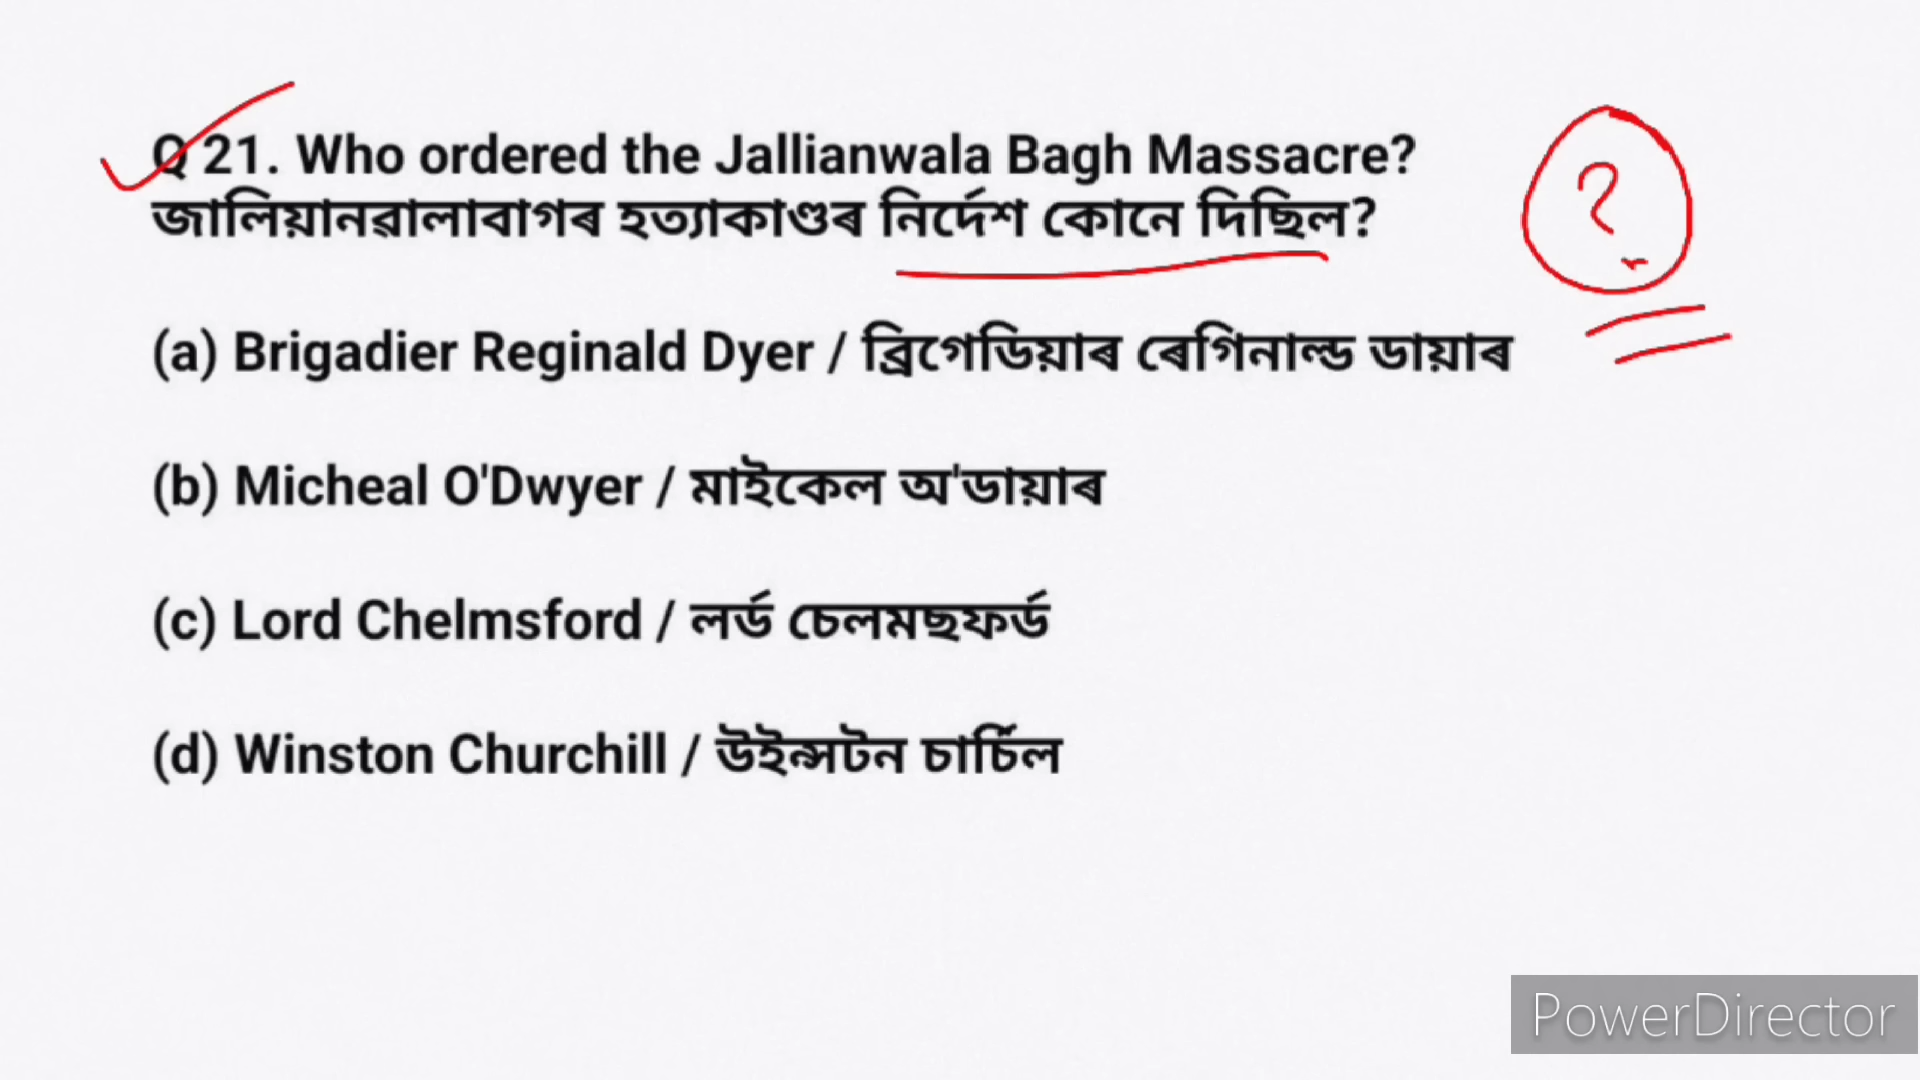 Q 21. Who ordered the Jallianwala Bagh Massacre?
জালিয়ানৱালাবাগৰ হত্যাকাণ্ডৰ নিৰ্দেশ কোনে দিছিল?
?
(a) Brigadier Reginald Dyer / ব্ৰিগেডিয়াৰ ৰেগিনাল্ড ডায়াৰ
(b) Micheal O'Dwyer / মাইকেল অ'ডায়াৰ
(c) Lord Chelmsford / লৰ্ড চেলমছফৰ্ড
(d) Winston Churchill / উইন্সটন চাৰ্চিল
PowerDirector